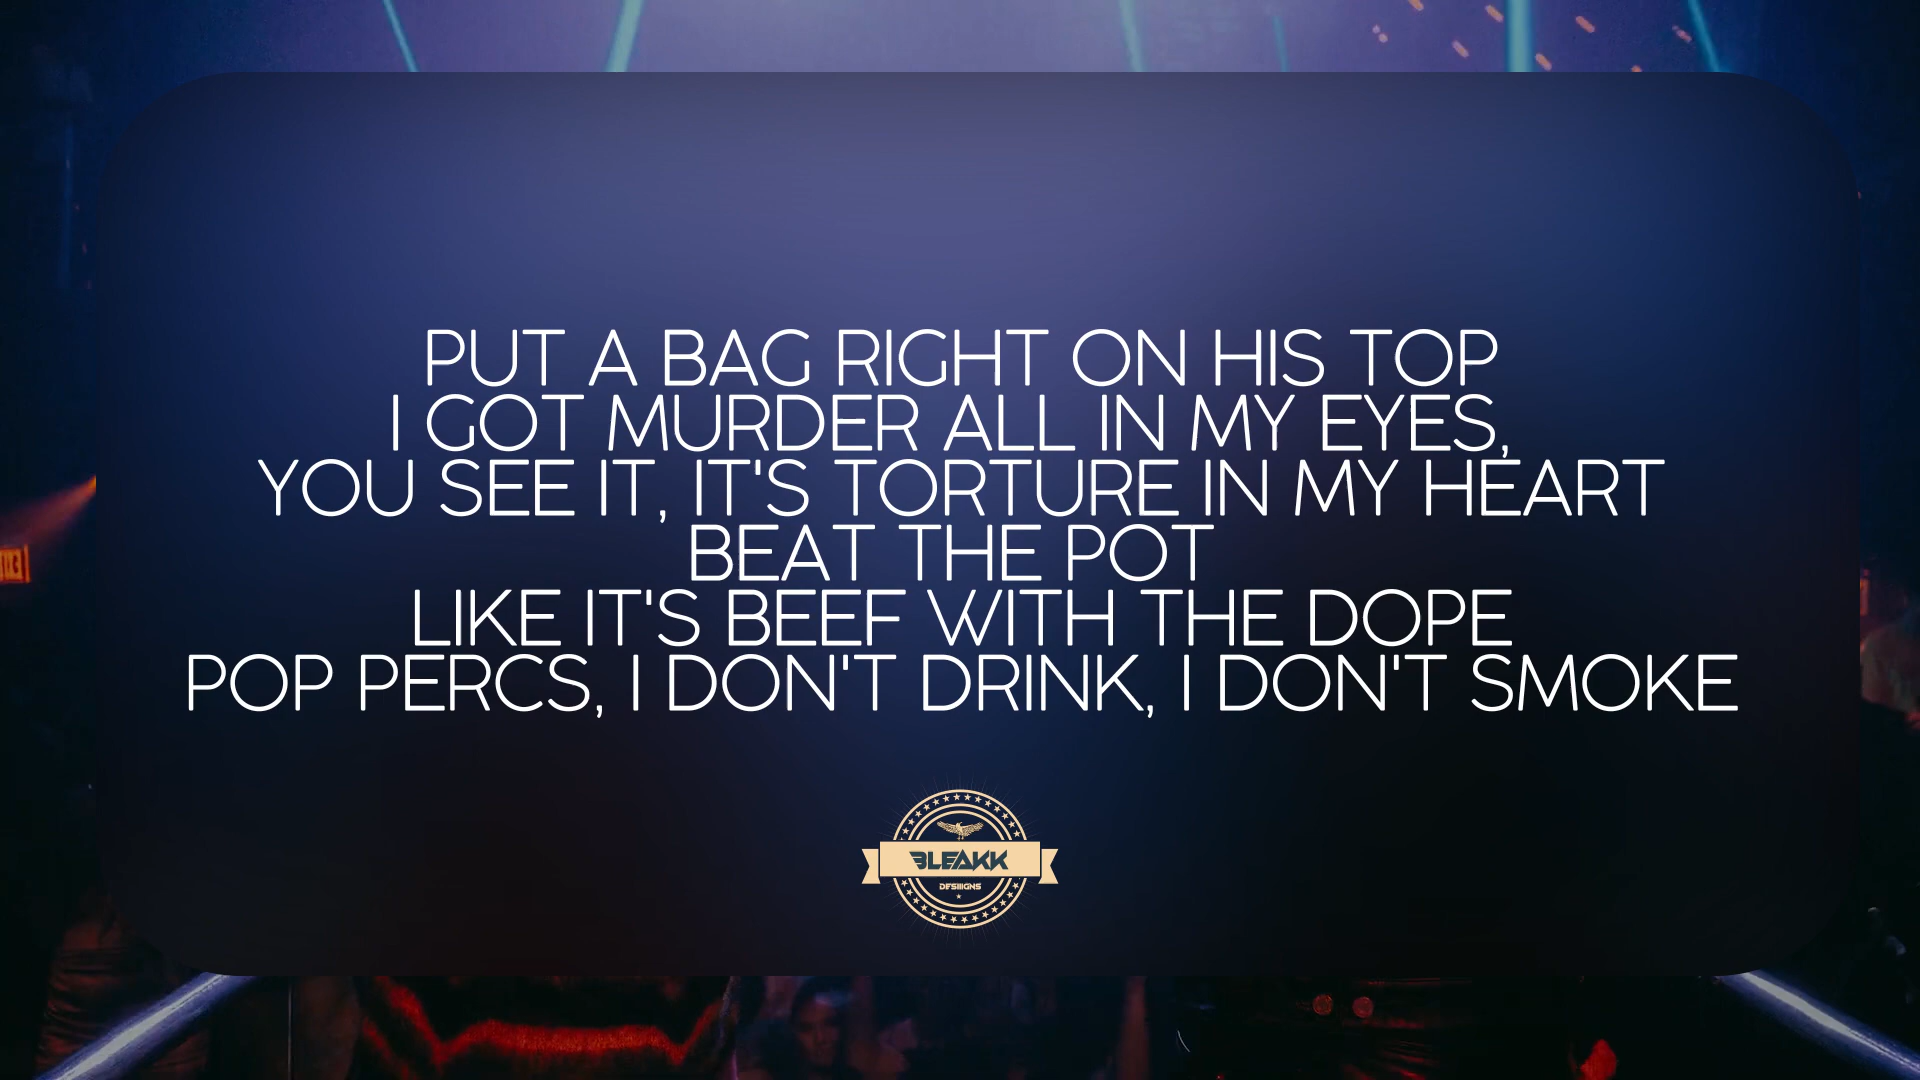 PUT A BAG RIGHT ON HIS TOP
I GOT MURDER ALL IN MY EYES,
YOU SEE IT, IT'S TORTURE IN MY HEART
BEAT THE POT
LIKE IT'S BEEF WITH THE DOPE
POP PERCS, I DON'T DRINK, I DON'T SMOKE
BLEAKK
DESIIIGNS